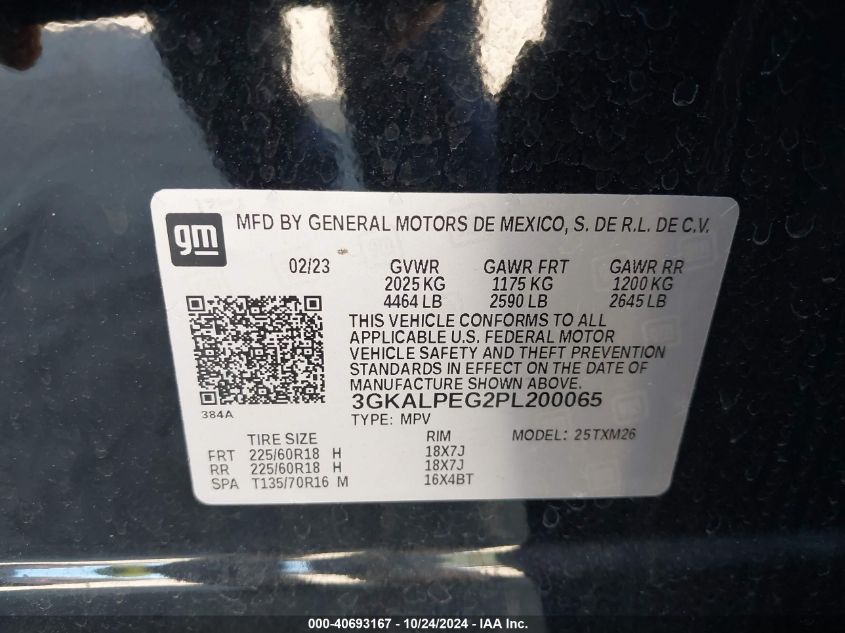 gm MFD BY GENERAL MOTORS DE MEXICO, S. DE R.L. DE C.V.
02/23 GVWR GAWR FRT GAWR RR
2025 KG 1175 KG 1200 KG
4464 LB 2590 LB 2645 LB
THIS VEHICLE CONFORMS TO ALL
APPLICABLE U.S. FEDERAL MOTOR
VEHICLE SAFETY AND THEFT PREVENTION
STANDARDS IN EFFECT ON THE DATE OF
MANUFACTURE SHOWN ABOVE.
384A
3GKALPEG2PL200065
TYPE: MPV
TIRE SIZE RIM MODEL: 25TXM26
FRT 225/60R18 H 18X7J
RR 225/60R18 H 18X7J
SPA T135/70R16 M 16X4BT
000-40693167 - 10/24/2024 - IAA Inc.